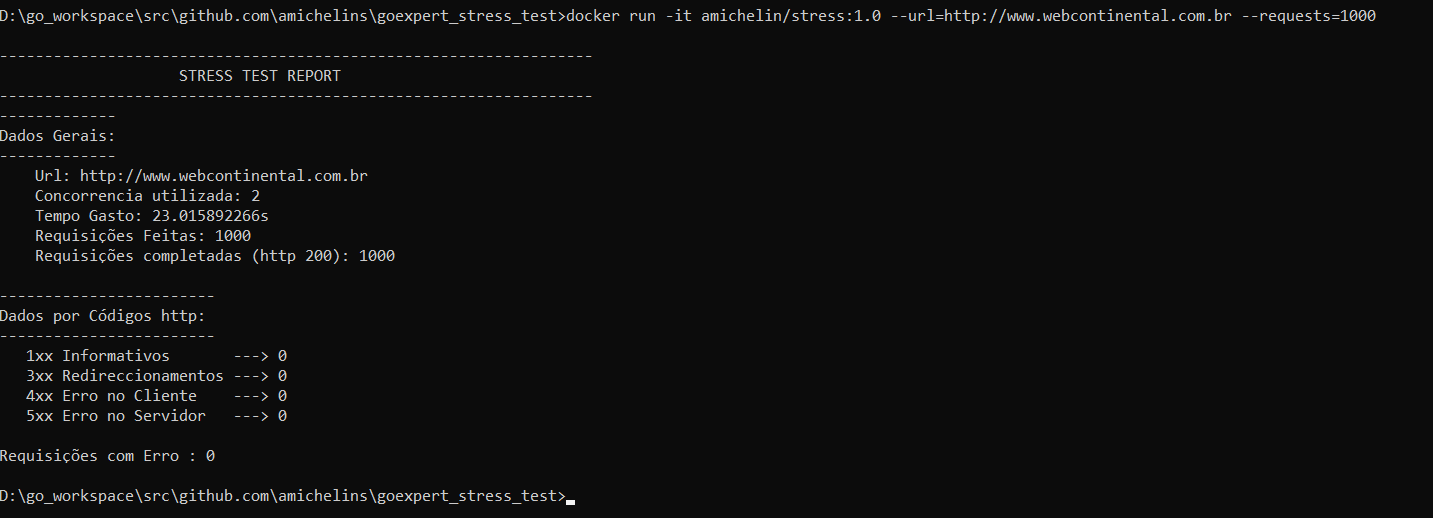 D:\go_workspace\src\github.com\amichelins\goexpert_stress_test>docker run -it amichelin/stress:1.0 --url=http://www.webcontinental.com.br --requests=1000
------------------------------------------------------------------
STRESS TEST REPORT
------------------------------------------------------------------
-------------
Dados Gerais:
-------------
Url: http://www.webcontinental.com.br
Concorrencia utilizada: 2
Tempo Gasto: 23.015892266s
Requisições Feitas: 1000
Requisições completadas (http 200): 1000
------------------------
Dados por Códigos http:
------------------------
1xx Informativos       ---> 0
3xx Redireccionamentos ---> 0
4xx Erro no Cliente    ---> 0
5xx Erro no Servidor   ---> 0
Requisições com Erro : 0
D:\go_workspace\src\github.com\amichelins\goexpert_stress_test>